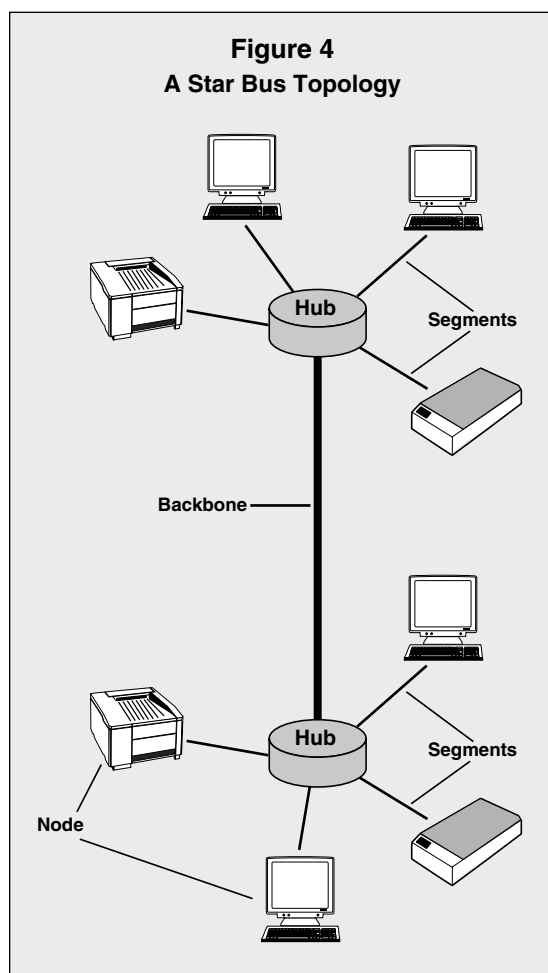 Figure 4
A Star Bus Topology
Hub
Segments
Backbone
Hub
Segments
Node